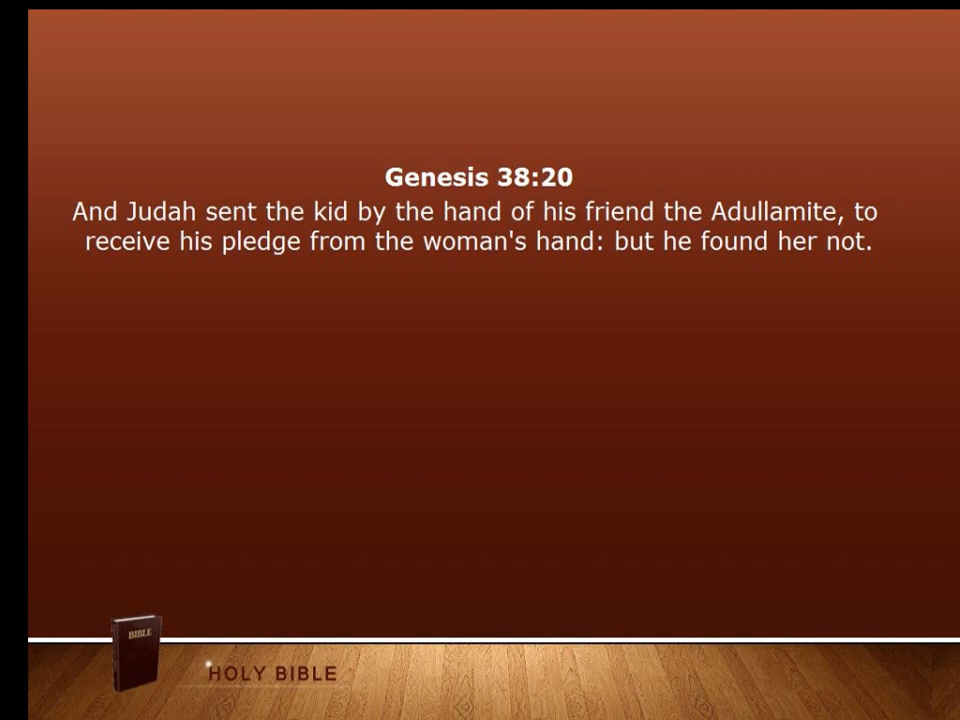 Genesis 38:20
And Judah sent the kid by the hand of his friend the Adullamite, to
receive his pledge from the woman's hand: but he found her not.
BIBLE
HOLY BIBLE